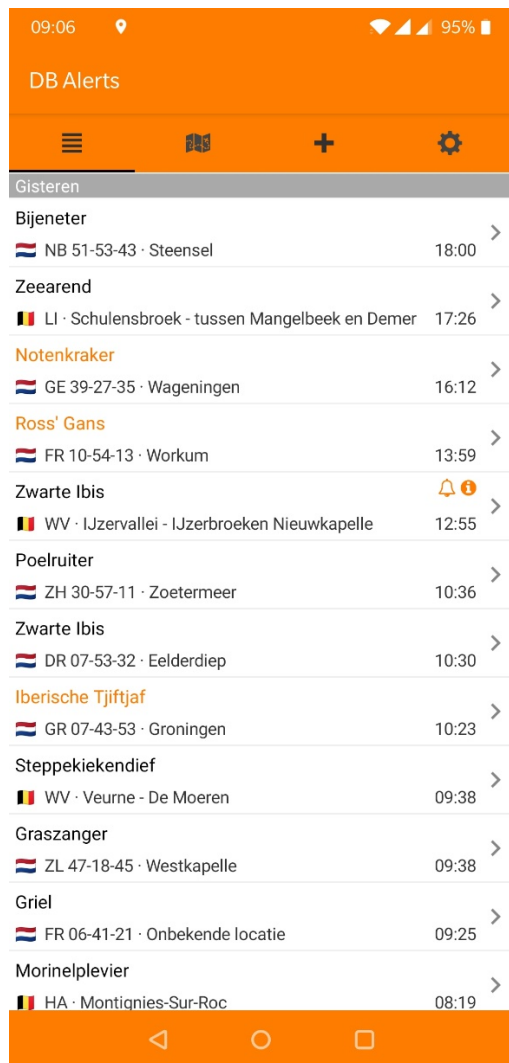 09:06
95%
DB Alerts
Gisteren
Bijeneter
NB 51-53-43 · Steensel 18:00
Zeearend
LI · Schulensbroek - tussen Mangelbeek en Demer 17:26
Notenkraker
GE 39-27-35 · Wageningen 16:12
Ross' Gans
FR 10-54-13 · Workum 13:59
Zwarte Ibis
WV · IJzervallei - IJzerbroeken Nieuwkapelle 12:55
Poelruiter
ZH 30-57-11 · Zoetermeer 10:36
Zwarte Ibis
DR 07-53-32 · Eelderdiep 10:30
Iberische Tjiftjaf
GR 07-43-53 · Groningen 10:23
Steppekiekendief
WV · Veurne - De Moeren 09:38
Graszanger
ZL 47-18-45 · Westkapelle 09:38
Griel
FR 06-41-21 · Onbekende locatie 09:25
Morinelplevier
HA · Montignies-Sur-Roc 08:19